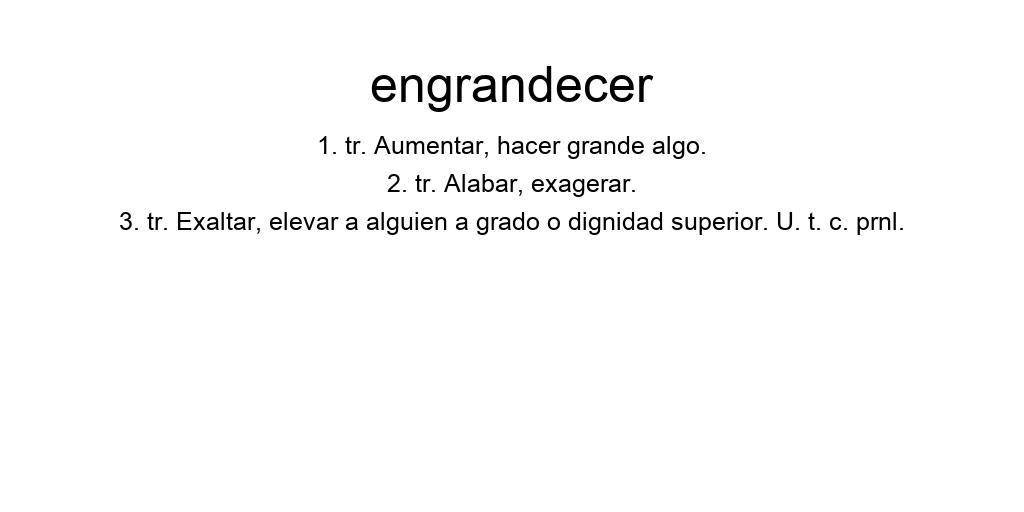 engrandecer
1. tr. Aumentar, hacer grande algo.
2. tr. Alabar, exagerar.
3. tr. Exaltar, elevar a alguien a grado o dignidad superior. U. t. c. prnl.